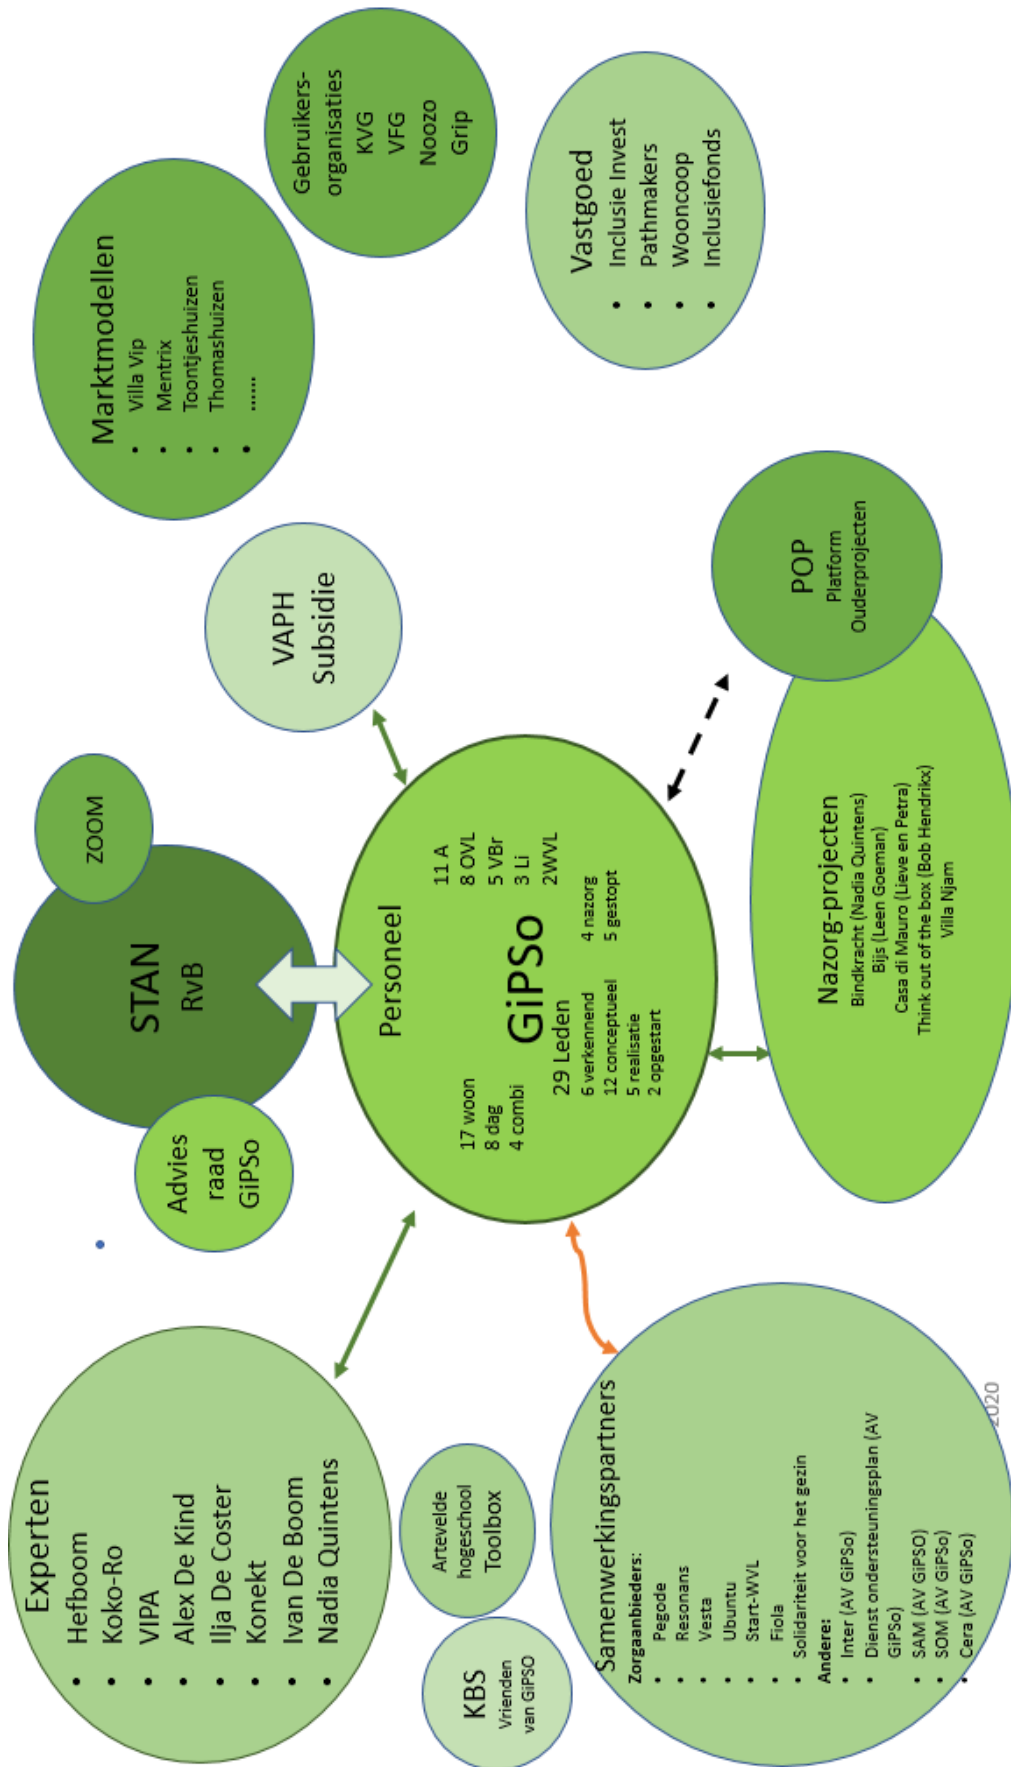 Experten
• Hefboom
• Koko-Ro
• VIPA
• Alex De Kind
• Ilja De Coster
• Konekt
• Ivan De Boom
• Nadia Quintens
Advies
raad
GiPSo
STAN
RvB
ZOOM
VAPH
Subsidie
Marktmodellen
• Villa Vip
• Mentrix
• Toontjeshuizen
• Thomashuizen
• ......
Gebruikers-
organisaties
KVG
VFG
Noozo
Grip
Artevelde
hogeschool
Toolbox
KBS
Vrienden
van GiPSO
Personeel
17 woon
8 dag
4 combi
GiPSo
11 A
8 OVL
5 VBr
3 Li
2WVL
29 Leden
6 verkennend
12 conceptueel
5 realisatie
2 opgestart
4 nazorg
5 gestopt
Vastgoed
• Inclusie Invest
• Pathmakers
• Wooncoop
• Inclusiefonds
Samenwerkingspartners
Zorgaanbieders:
• Pegode
• Resonans
• Vesta
• Ubuntu
• Start-WVL
• Fiola
• Solidariteit voor het gezin
Andere:
• Inter (AV GiPSo)
• Dienst ondersteuningsplan (AV
GiPSo)
• SAM (AV GiPSO)
• SOM (AV GiPSo)
• Cera (AV GiPSo)
2020
Nazorg-projecten
Bindkracht (Nadia Quintens)
Bijs (Leen Goeman)
Casa di Mauro (Lieve en Petra)
Think out of the box (Bob Hendrikx)
Villa Njam
POP
Platform
Ouderprojecten